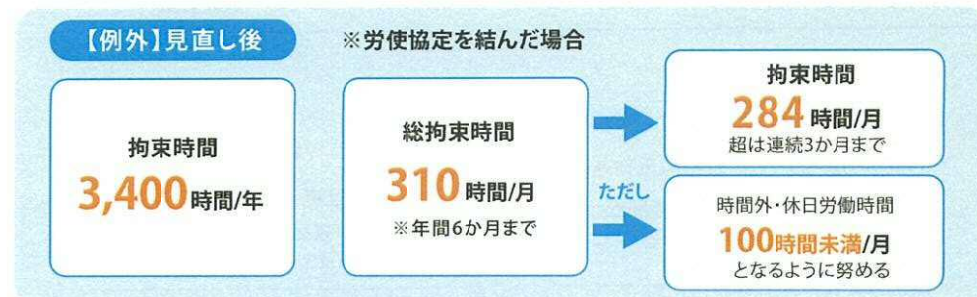 【例外】見直し後
※労使協定を結んだ場合
拘束時間
3,400時間/年
総拘束時間
310時間/月
※年間6か月まで
ただし
拘束時間
284時間/月
超は連続3か月まで
時間外・休日労働時間
100時間未満/月
となるように努める